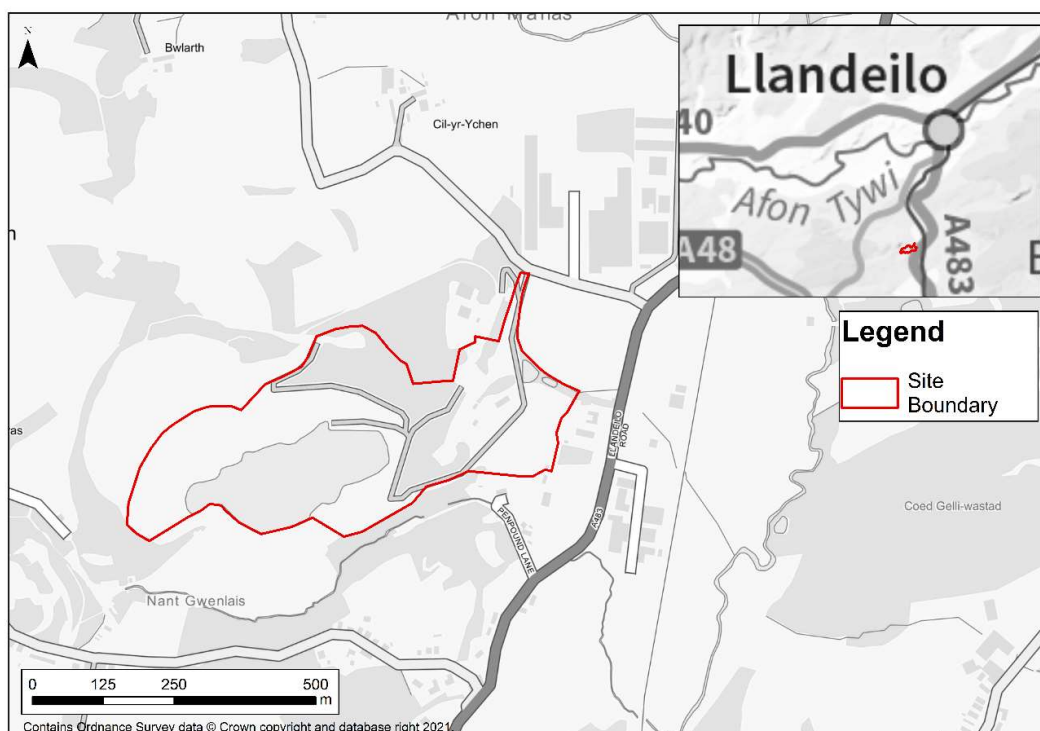 Afon Marlas
N
Bwlarth
Cil-yr-Ychen
Llandeilo
40
Afon Tywi
A48
A483
E
Legend
Site
Boundary
n
as
LLANDEILO
ROAD
A483
PENPOUND LANE
Coed Gelli-wastad
Nant Gwenlais
0 125 250 500
m
Contains Ordnance Survey data © Crown copyright and database right 2021.